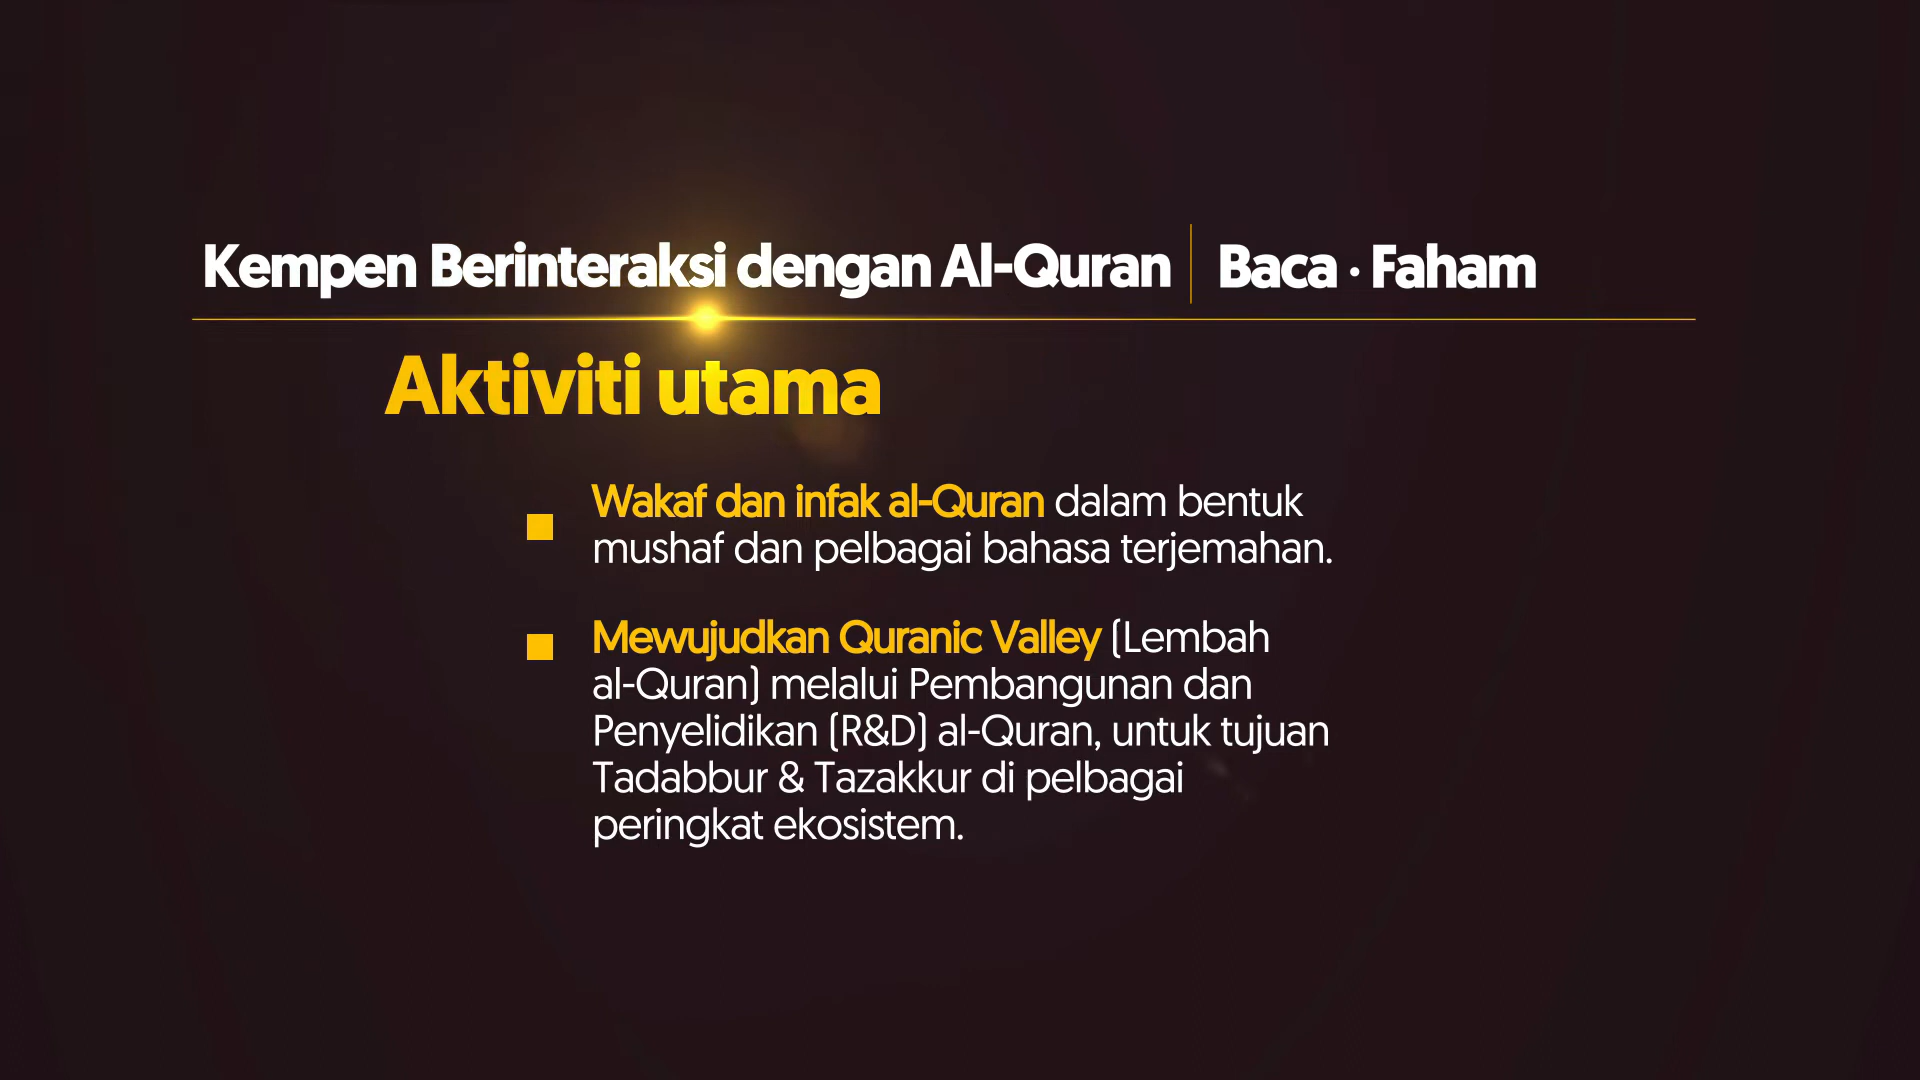 Kempen Berinteraksi dengan Al-Quran Baca · Faham
Aktiviti utama
Wakaf dan infak al-Quran dalam bentuk
mushaf dan pelbagai bahasa terjemahan.
Mewujudkan Quranic Valley (Lembah
al-Quran) melalui Pembangunan dan
Penyelidikan (R&D) al-Quran, untuk tujuan
Tadabbur & Tazakkur di pelbagai
peringkat ekosistem.